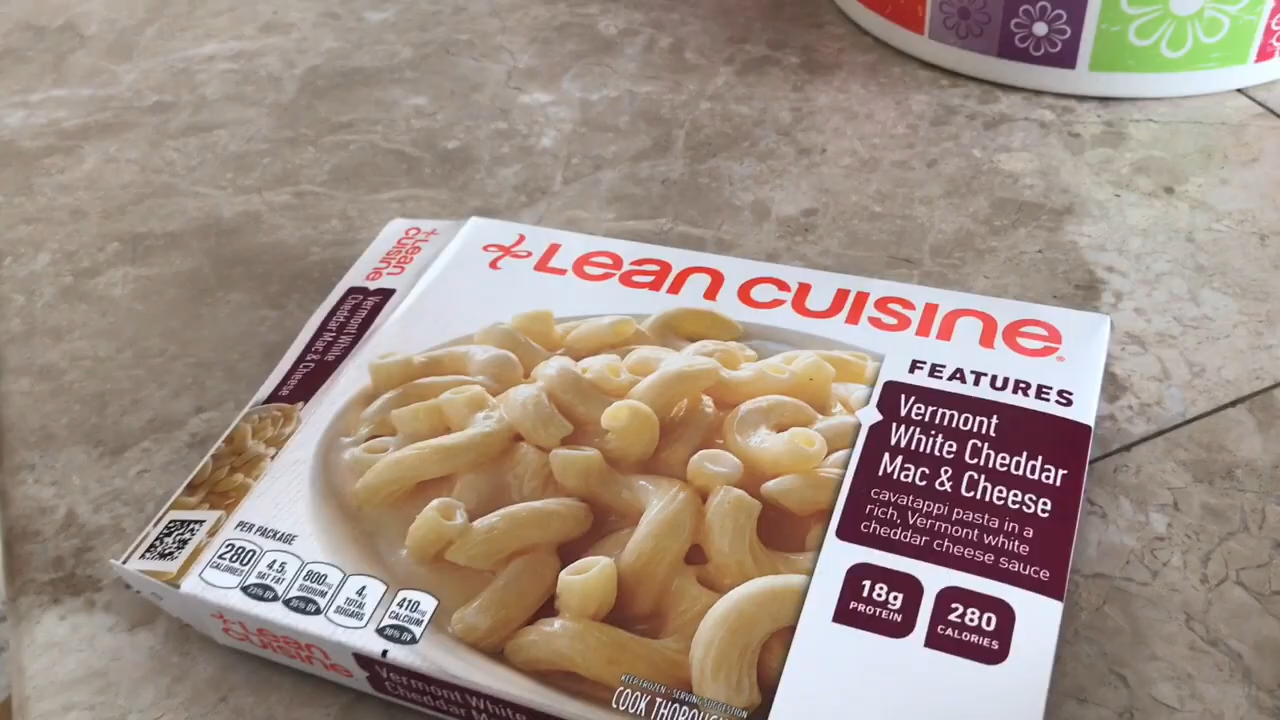 Lean cuisine
FEATURES
Vermont
White Cheddar
Mac & Cheese
cavatappi pasta in a
rich, Vermont white
cheddar cheese sauce
18g
PROTEIN
280
CALORIES
Lean
cuisine
Vermont White
Cheddar Mac & Cheese
PER PACKAGE
280
CALORIES
4.5g
SAT FAT
23% DV
800mg
SODIUM
35% DV
4g
TOTAL
SUGARS
410mg
CALCIUM
30% DV
KEEP FROZEN • SERVING SUGGESTION
COOK
Lean
cuisine
Vermont White
Cheddar